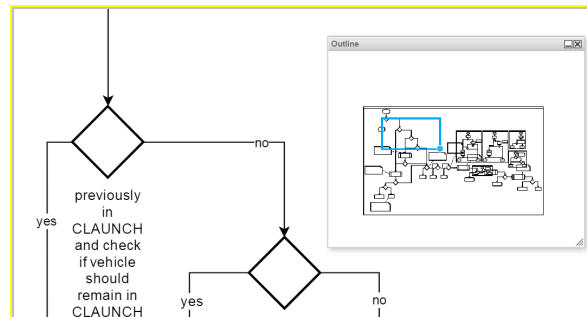 Outline
no
previously
in
yes
CLAUNCH
and check
if vehicle
should
remain in
CLAUNCH
yes
no